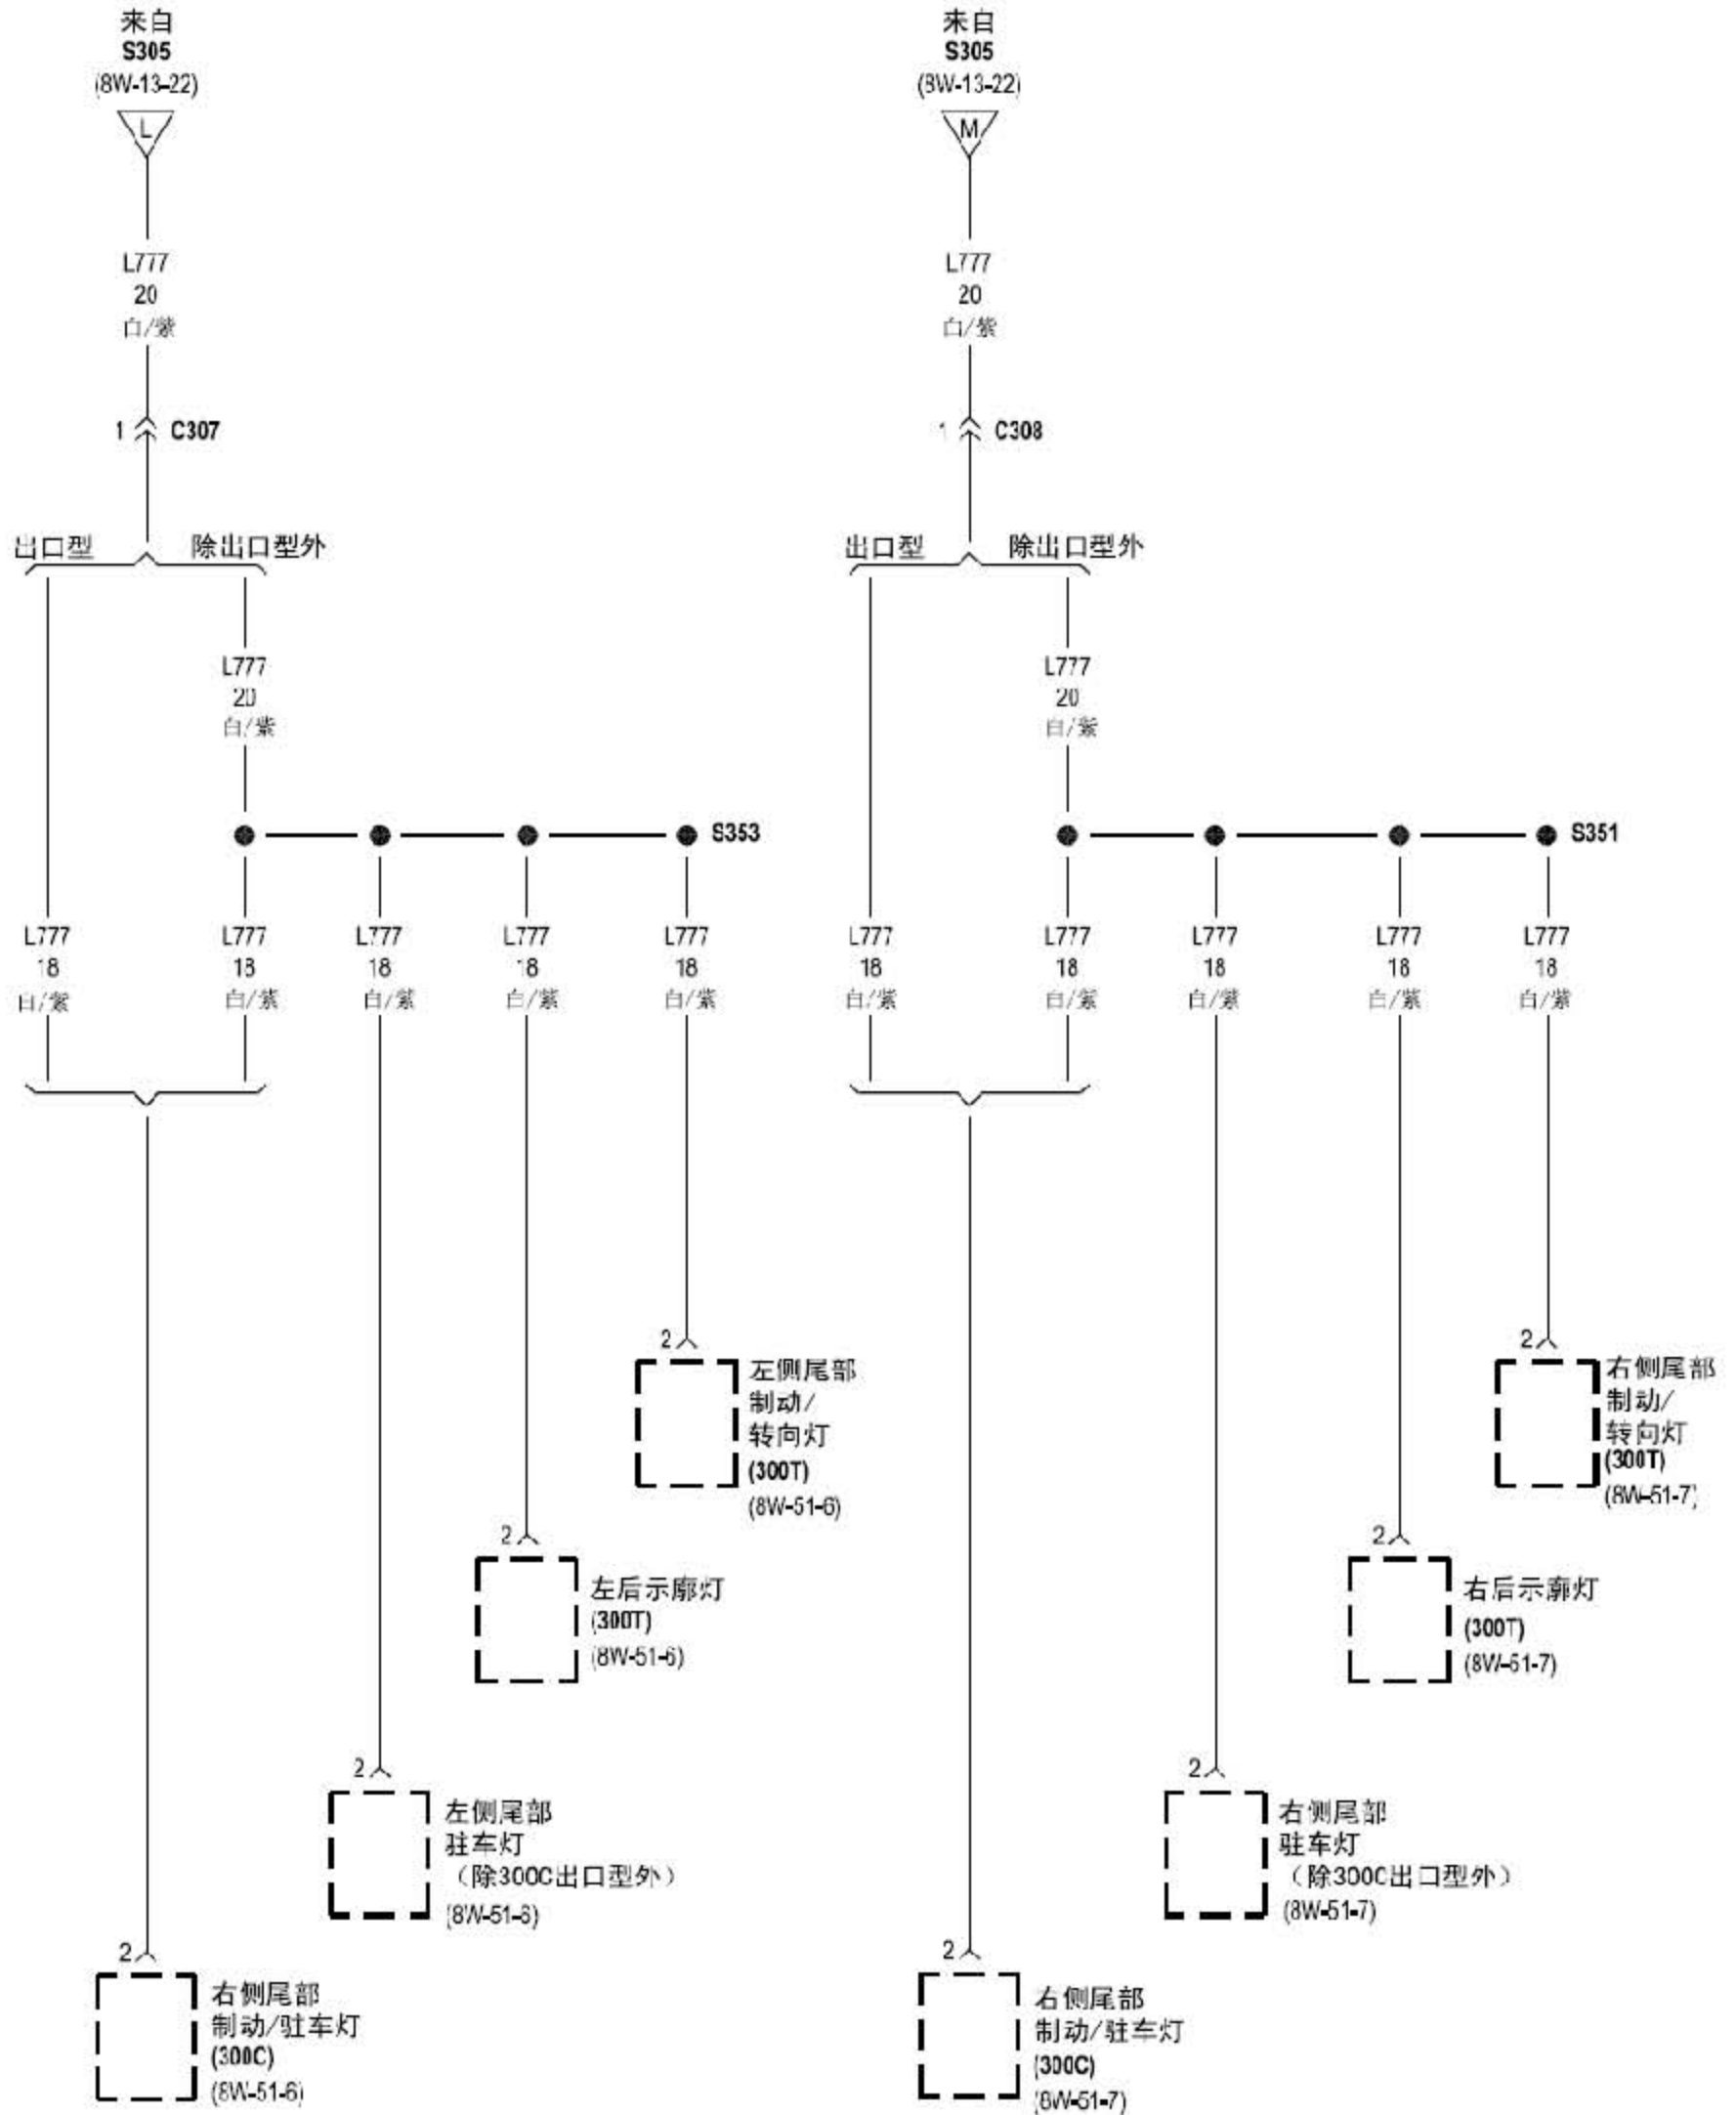 来自
S305
(8W-13-22)
L
L777
20
白/紫
1
C307
出口型
除出口型外
L777
20
白/紫
S353
L777
18
白/紫
L777
18
白/紫
L777
18
白/紫
L777
18
白/紫
L777
18
白/紫
2
左侧尾部
制动/
转向灯
(300T)
(8W-51-6)
2
左后示廓灯
(300T)
(8W-51-6)
2
左侧尾部
驻车灯
（除300C出口型外）
(8W-51-6)
2
右侧尾部
制动/驻车灯
(300C)
(8W-51-6)
来自
S305
(8W-13-22)
M
L777
20
白/紫
1
C308
出口型
除出口型外
L777
20
白/紫
S351
L777
18
白/紫
L777
18
白/紫
L777
18
白/紫
L777
18
白/紫
L777
18
白/紫
2
右侧尾部
制动/
转向灯
(300T)
(8W-51-7)
2
右后示廓灯
(300T)
(8W-51-7)
2
右侧尾部
驻车灯
（除300C出口型外）
(8W-51-7)
2
右侧尾部
制动/驻车灯
(300C)
(8W-51-7)